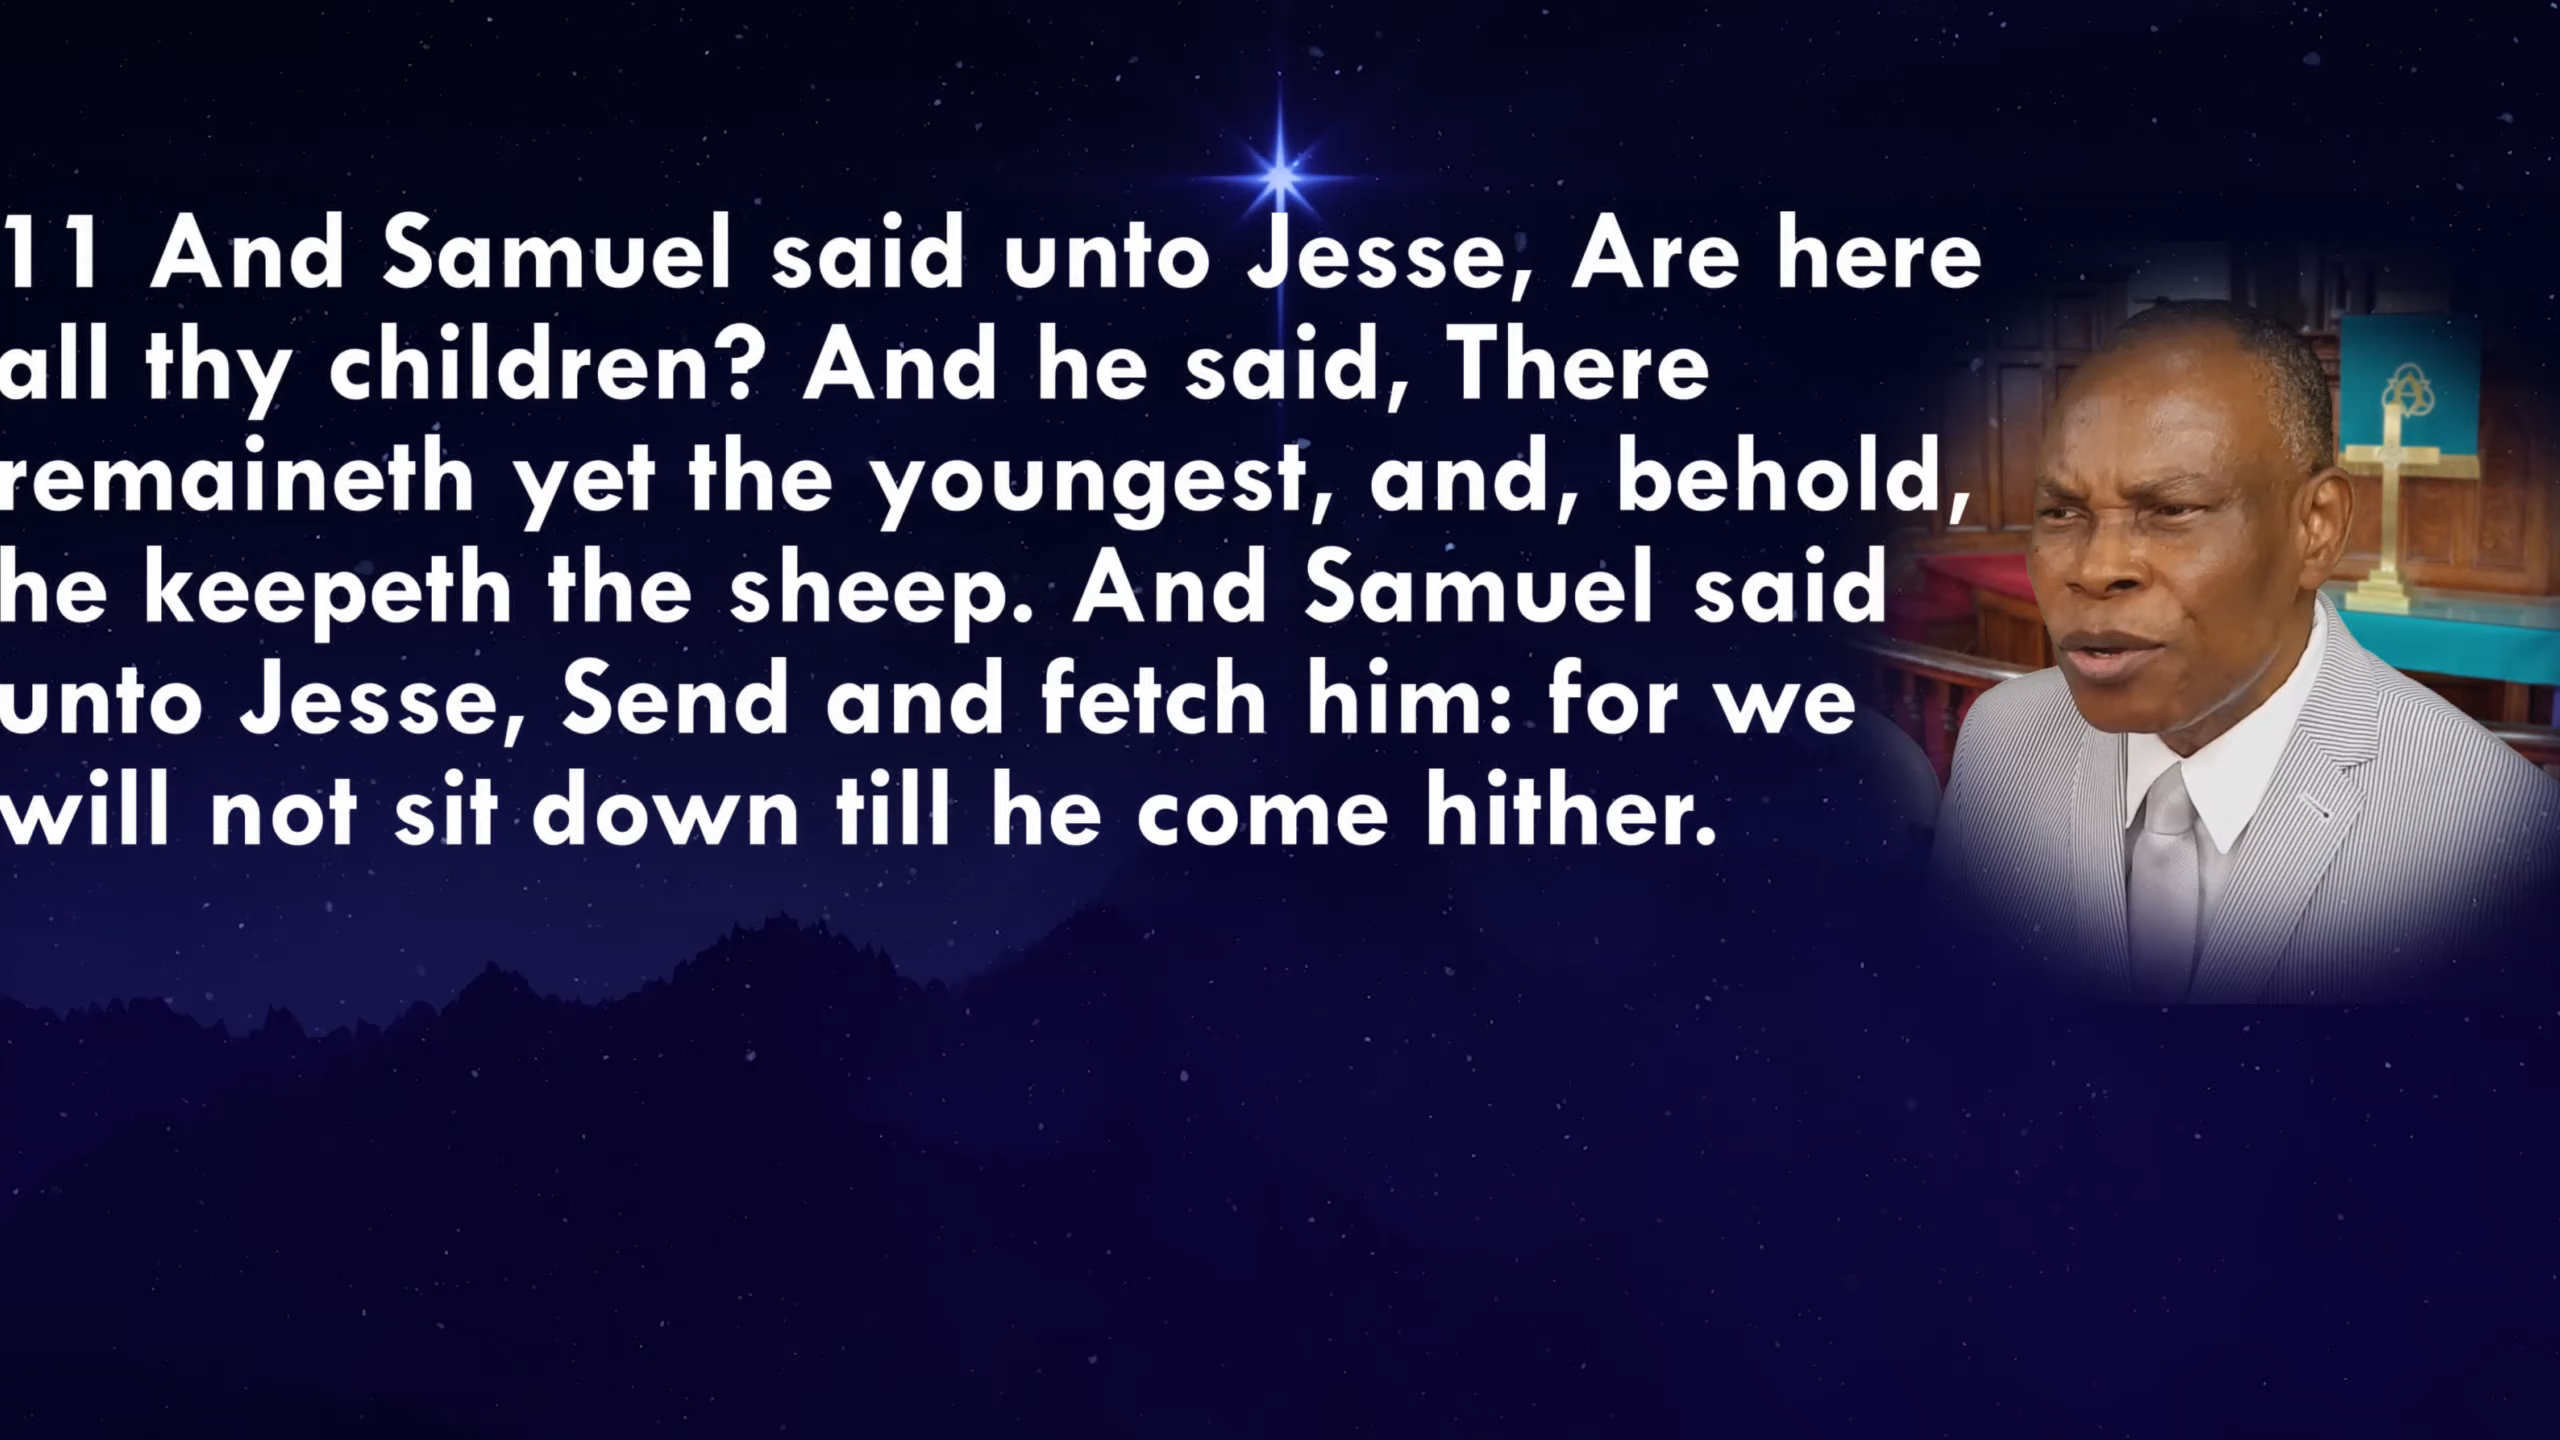 11 And Samuel said unto Jesse, Are here
all thy children? And he said, There
remaineth yet the youngest, and, behold,
he keepeth the sheep. And Samuel said
unto Jesse, Send and fetch him: for we
will not sit down till he come hither.